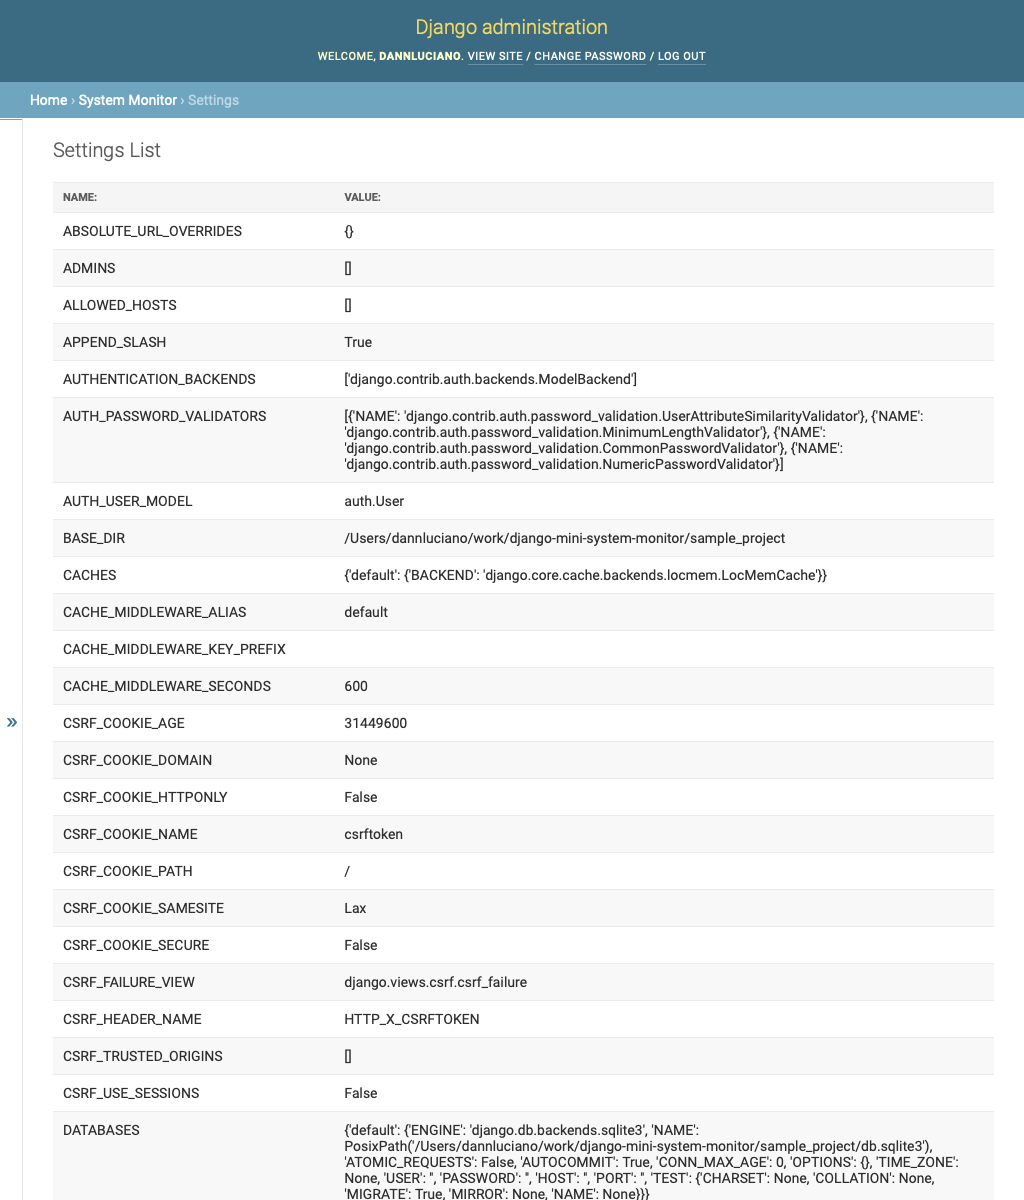 Django administration
WELCOME, DANNLUCIANO. VIEW SITE / CHANGE PASSWORD / LOG OUT
Home › System Monitor › Settings
Settings List
NAME: VALUE:
ABSOLUTE_URL_OVERRIDES {}
ADMINS []
ALLOWED_HOSTS []
APPEND_SLASH True
AUTHENTICATION_BACKENDS ['django.contrib.auth.backends.ModelBackend']
AUTH_PASSWORD_VALIDATORS [{'NAME': 'django.contrib.auth.password_validation.UserAttributeSimilarityValidator'}, {'NAME':
'django.contrib.auth.password_validation.MinimumLengthValidator'}, {'NAME':
'django.contrib.auth.password_validation.CommonPasswordValidator'}, {'NAME':
'django.contrib.auth.password_validation.NumericPasswordValidator'}]
AUTH_USER_MODEL auth.User
BASE_DIR /Users/dannluciano/work/django-mini-system-monitor/sample_project
CACHES {'default': {'BACKEND': 'django.core.cache.backends.locmem.LocMemCache'}}
CACHE_MIDDLEWARE_ALIAS default
CACHE_MIDDLEWARE_KEY_PREFIX
CACHE_MIDDLEWARE_SECONDS 600
»
CSRF_COOKIE_AGE 31449600
CSRF_COOKIE_DOMAIN None
CSRF_COOKIE_HTTPONLY False
CSRF_COOKIE_NAME csrftoken
CSRF_COOKIE_PATH /
CSRF_COOKIE_SAMESITE Lax
CSRF_COOKIE_SECURE False
CSRF_FAILURE_VIEW django.views.csrf.csrf_failure
CSRF_HEADER_NAME HTTP_X_CSRFTOKEN
CSRF_TRUSTED_ORIGINS []
CSRF_USE_SESSIONS False
DATABASES {'default': {'ENGINE': 'django.db.backends.sqlite3', 'NAME':
PosixPath('/Users/dannluciano/work/django-mini-system-monitor/sample_project/db.sqlite3'),
'ATOMIC_REQUESTS': False, 'AUTOCOMMIT': True, 'CONN_MAX_AGE': 0, 'OPTIONS': {}, 'TIME_ZONE':
None, 'USER': '', 'PASSWORD': '', 'HOST': '', 'PORT': '', 'TEST': {'CHARSET': None, 'COLLATION': None,
'MIGRATE': True, 'MIRROR': None, 'NAME': None}}}